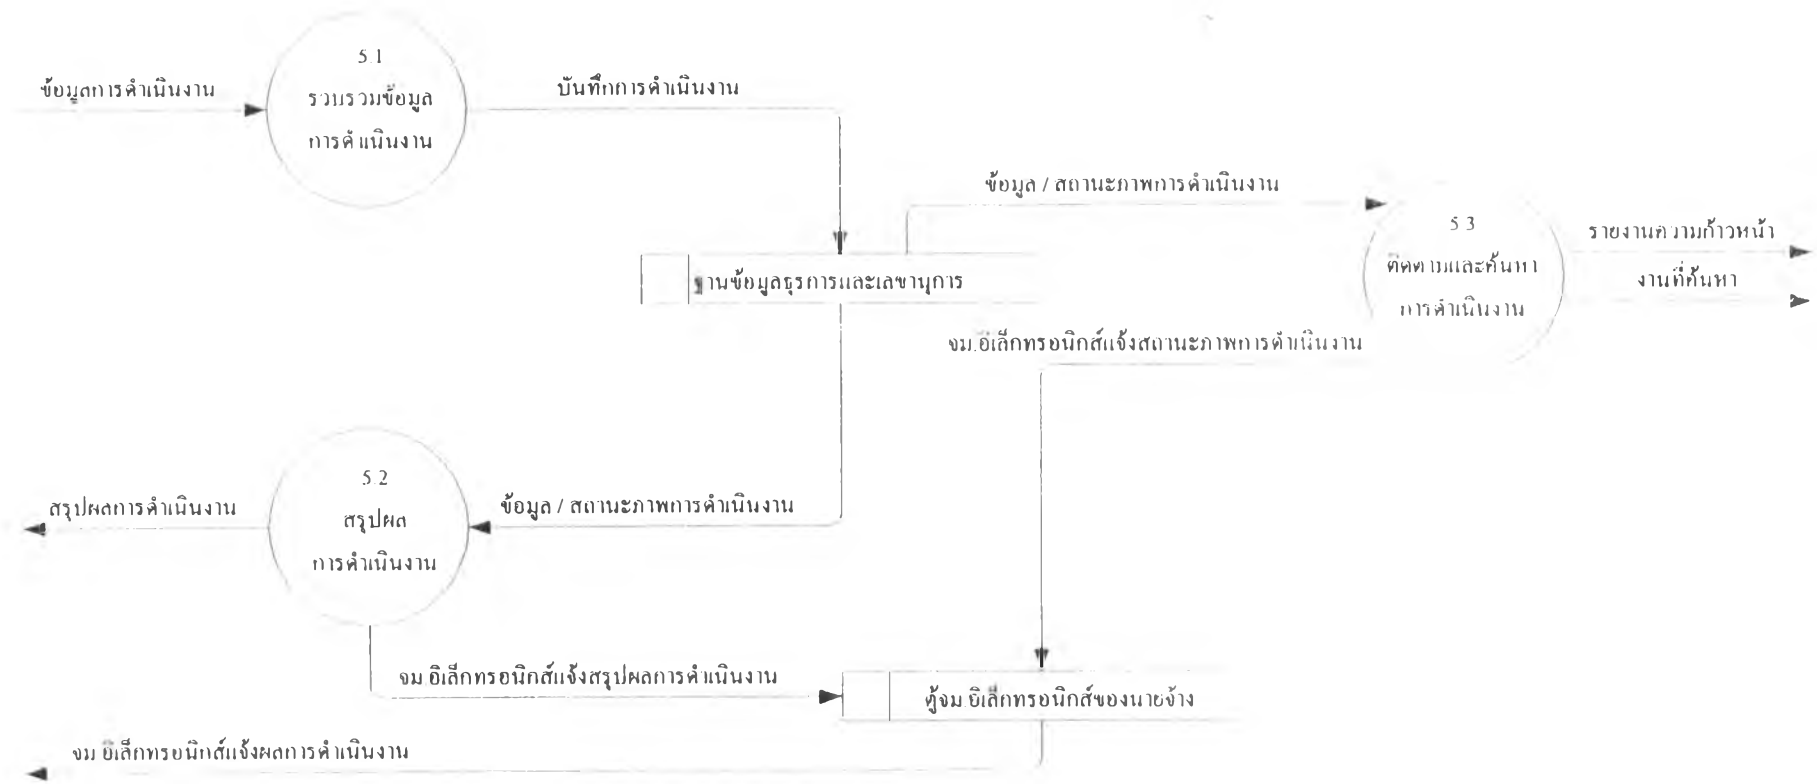 5.1
รวบรวมข้อมูล
การดำเนินงาน
ข้อมูลการดำเนินงาน
บันทึกการดำเนินงาน
ข้อมูล / สถานะภาพการดำเนินงาน
5.3
ติดตามและค้นหา
การดำเนินงาน
รายงานความก้าวหน้า
งานที่ค้นหา
ฐานข้อมูลธุรการและเลขานุการ
จม.อิเล็กทรอนิกส์แจ้งสถานะภาพการดำเนินงาน
5.2
สรุปผล
การดำเนินงาน
สรุปผลการดำเนินงาน
ข้อมูล / สถานะภาพการดำเนินงาน
จม.อิเล็กทรอนิกส์แจ้งสรุปผลการดำเนินงาน
ตู้จม.อิเล็กทรอนิกส์ของนายจ้าง
จม.อิเล็กทรอนิกส์แจ้งผลการดำเนินงาน